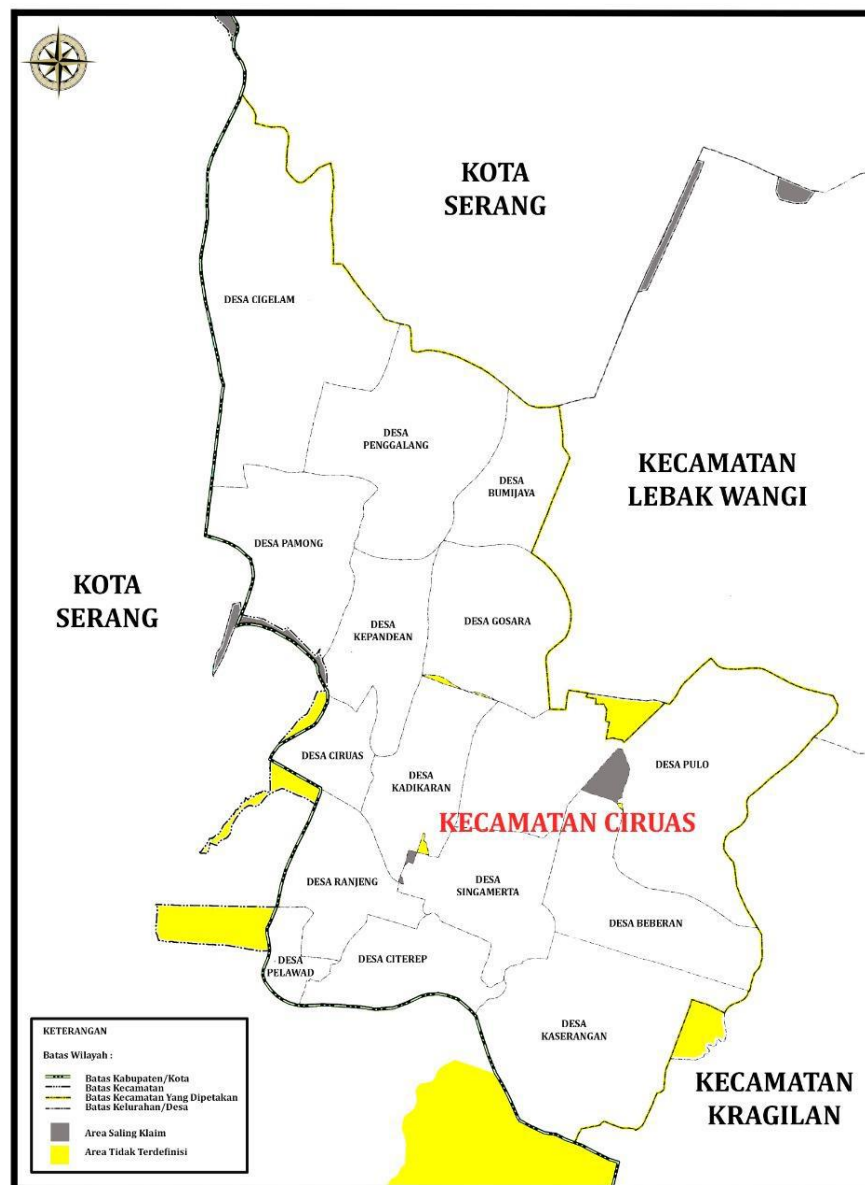 KOTA
SERANG
DESA CIGELAM
DESA
PENGGALANG
KECAMATAN
LEBAK WANGI
DESA
BUMIJAYA
DESA PAMONG
KOTA
SERANG
DESA
KEPANDEAN
DESA GOSARA
DESA CIRUAS
DESA
KADIKARAN
DESA PULO
KECAMATAN CIRUAS
DESA RANJENG
DESA
SINGAMERTA
DESA BEBERAN
DESA
PELAWAD
DESA CITEREP
DESA
KASERANGAN
KECAMATAN
KRAGILAN
KETERANGAN
Batas Wilayah :
Batas Kabupaten/Kota
Batas Kecamatan
Batas Kecamatan Yang Dipetakan
Batas Kelurahan/Desa
Area Saling Klaim
Area Tidak Terdefinisi